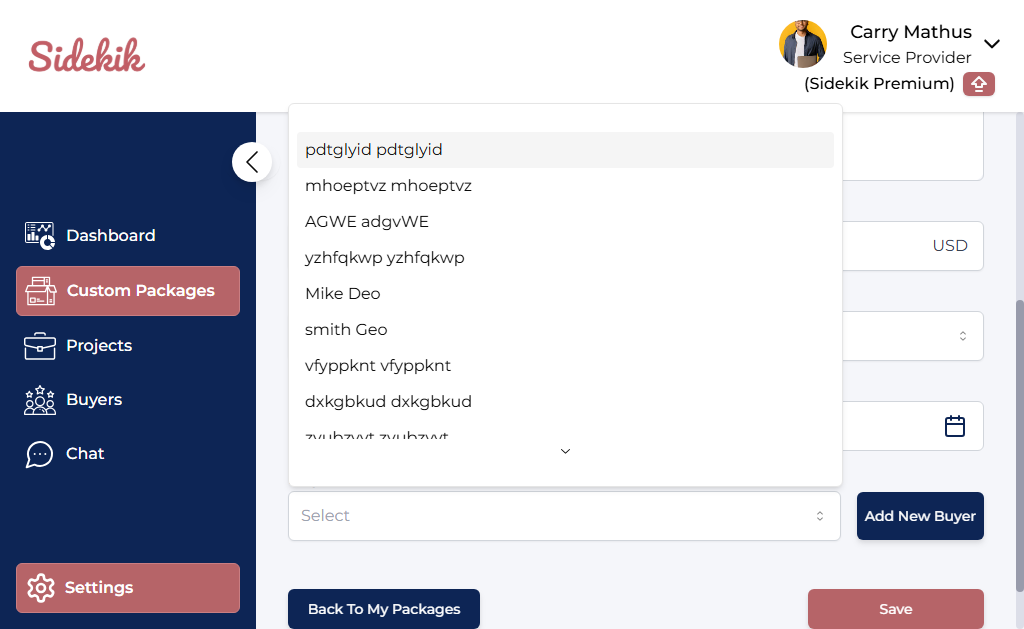 Sidekik
Carry Mathus
Service Provider
(Sidekik Premium)
Dashboard
Custom Packages
Projects
Buyers
Chat
Settings
pdtglyid pdtglyid
mhoeptvz mhoeptvz
AGWE adgvWE
yzhfqkwp yzhfqkwp
Mike Deo
smith Geo
vfyppknt vfyppknt
dxkgbkud dxkgbkud
USD
Select
Add New Buyer
Back To My Packages
Save